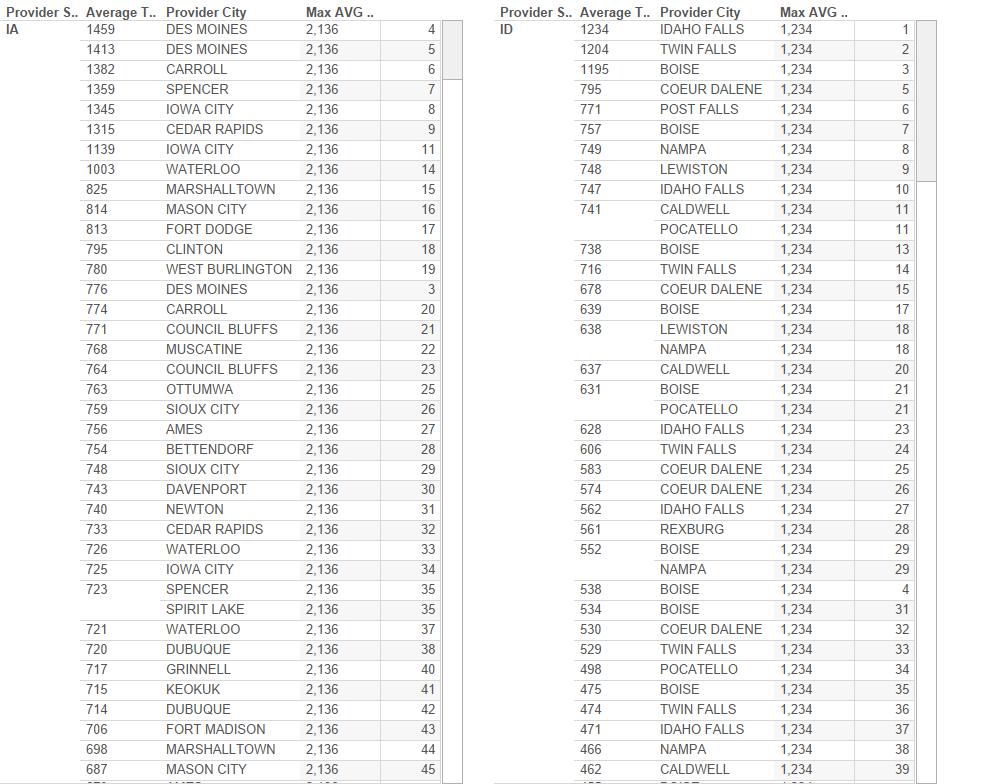 Provider S.. Average T.. Provider City Max AVG ..
IA 1459 DES MOINES 2,136 4
1413 DES MOINES 2,136 5
1382 CARROLL 2,136 6
1359 SPENCER 2,136 7
1345 IOWA CITY 2,136 8
1315 CEDAR RAPIDS 2,136 9
1139 IOWA CITY 2,136 11
1003 WATERLOO 2,136 14
825 MARSHALLTOWN 2,136 15
814 MASON CITY 2,136 16
813 FORT DODGE 2,136 17
795 CLINTON 2,136 18
780 WEST BURLINGTON 2,136 19
776 DES MOINES 2,136 3
774 CARROLL 2,136 20
771 COUNCIL BLUFFS 2,136 21
768 MUSCATINE 2,136 22
764 COUNCIL BLUFFS 2,136 23
763 OTTUMWA 2,136 25
759 SIOUX CITY 2,136 26
756 AMES 2,136 27
754 BETTENDORF 2,136 28
748 SIOUX CITY 2,136 29
743 DAVENPORT 2,136 30
740 NEWTON 2,136 31
733 CEDAR RAPIDS 2,136 32
726 WATERLOO 2,136 33
725 IOWA CITY 2,136 34
723 SPENCER 2,136 35
SPIRIT LAKE 2,136 35
721 WATERLOO 2,136 37
720 DUBUQUE 2,136 38
717 GRINNELL 2,136 40
715 KEOKUK 2,136 41
714 DUBUQUE 2,136 42
706 FORT MADISON 2,136 43
698 MARSHALLTOWN 2,136 44
687 MASON CITY 2,136 45
Provider S.. Average T.. Provider City Max AVG ..
ID 1234 IDAHO FALLS 1,234 1
1204 TWIN FALLS 1,234 2
1195 BOISE 1,234 3
795 COEUR DALENE 1,234 5
771 POST FALLS 1,234 6
757 BOISE 1,234 7
749 NAMPA 1,234 8
748 LEWISTON 1,234 9
747 IDAHO FALLS 1,234 10
741 CALDWELL 1,234 11
POCATELLO 1,234 11
738 BOISE 1,234 13
716 TWIN FALLS 1,234 14
678 COEUR DALENE 1,234 15
639 BOISE 1,234 17
638 LEWISTON 1,234 18
NAMPA 1,234 18
637 CALDWELL 1,234 20
631 BOISE 1,234 21
POCATELLO 1,234 21
628 IDAHO FALLS 1,234 23
606 TWIN FALLS 1,234 24
583 COEUR DALENE 1,234 25
574 COEUR DALENE 1,234 26
562 IDAHO FALLS 1,234 27
561 REXBURG 1,234 28
552 BOISE 1,234 29
NAMPA 1,234 29
538 BOISE 1,234 4
534 BOISE 1,234 31
530 COEUR DALENE 1,234 32
529 TWIN FALLS 1,234 33
498 POCATELLO 1,234 34
475 BOISE 1,234 35
474 TWIN FALLS 1,234 36
471 IDAHO FALLS 1,234 37
466 NAMPA 1,234 38
462 CALDWELL 1,234 39